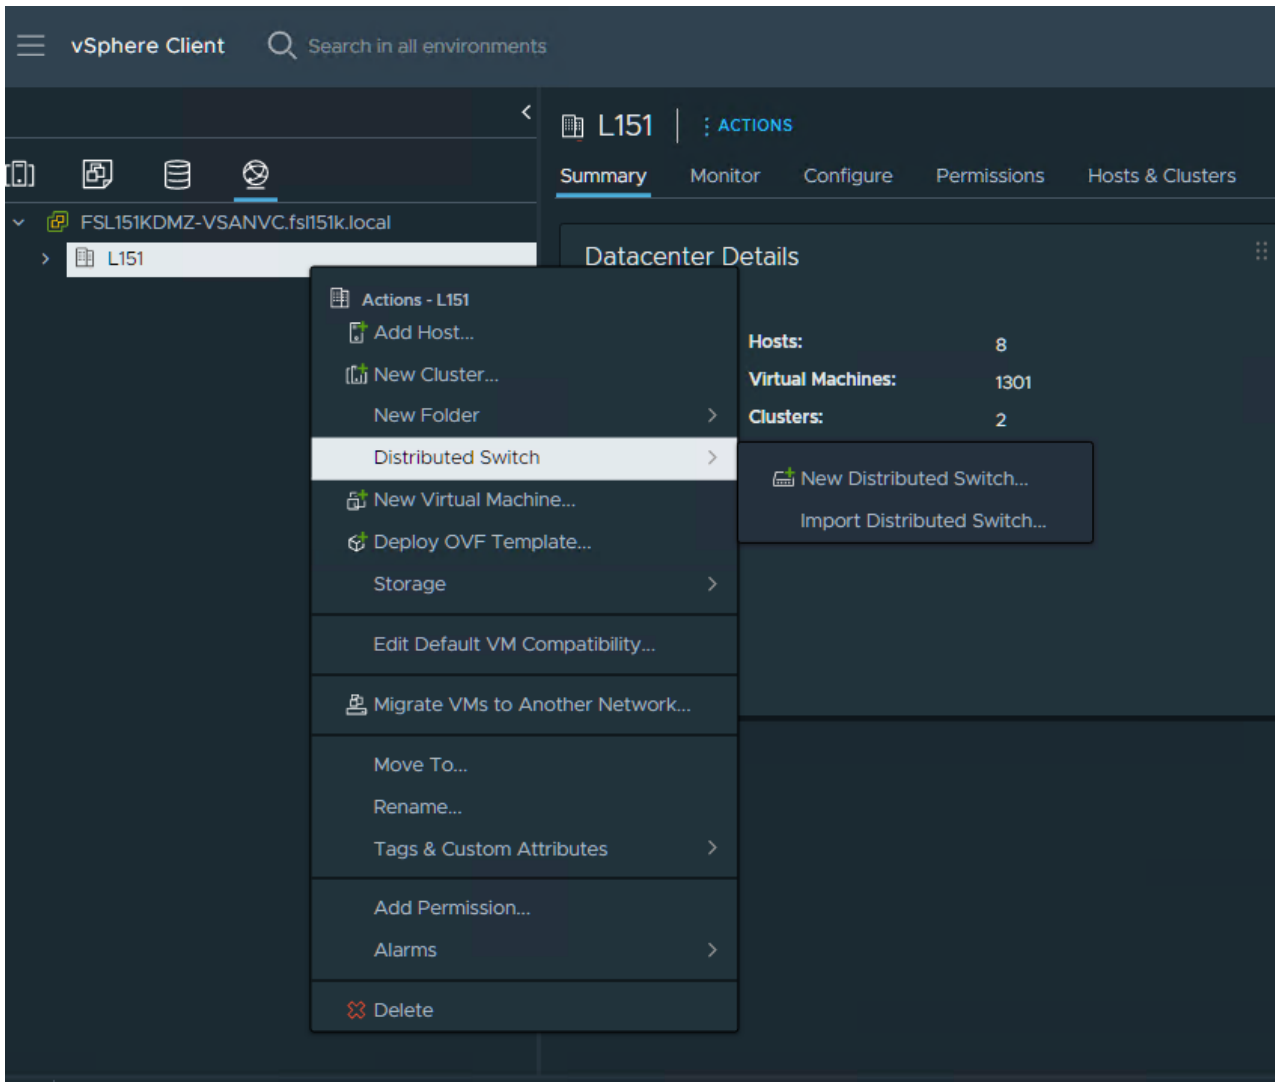 vSphere Client
Search in all environments
L151
ACTIONS
Summary Monitor Configure Permissions Hosts & Clusters
FSL151KDMZ-VSANVC.fsl151k.local
L151
Datacenter Details
Hosts: 8
Virtual Machines: 1301
Clusters: 2
Actions - L151
Add Host...
New Cluster...
New Folder
Distributed Switch
New Distributed Switch...
Import Distributed Switch...
New Virtual Machine...
Deploy OVF Template...
Storage
Edit Default VM Compatibility...
Migrate VMs to Another Network...
Move To...
Rename...
Tags & Custom Attributes
Add Permission...
Alarms
Delete